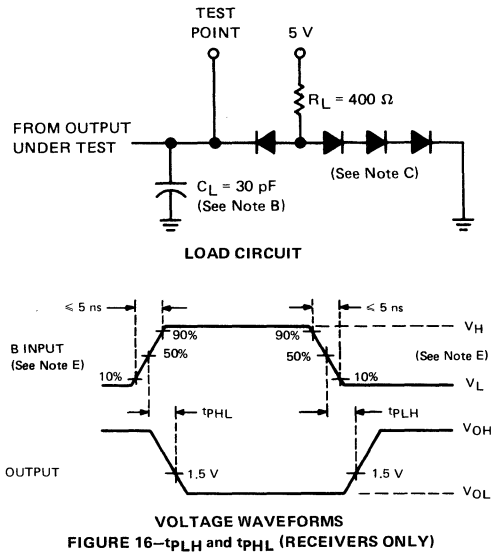 TEST
POINT
5 V
R_L = 400 Ω
FROM OUTPUT
UNDER TEST
(See Note C)
C_L = 30 pF
(See Note B)
LOAD CIRCUIT
≤ 5 ns
≤ 5 ns
90%
90%
V_H
B INPUT
(See Note E)
50%
50%
(See Note E)
10%
10%
V_L
t_PHL
t_PLH
V_OH
OUTPUT
1.5 V
1.5 V
V_OL
VOLTAGE WAVEFORMS
FIGURE 16—t_PLH and t_PHL (RECEIVERS ONLY)